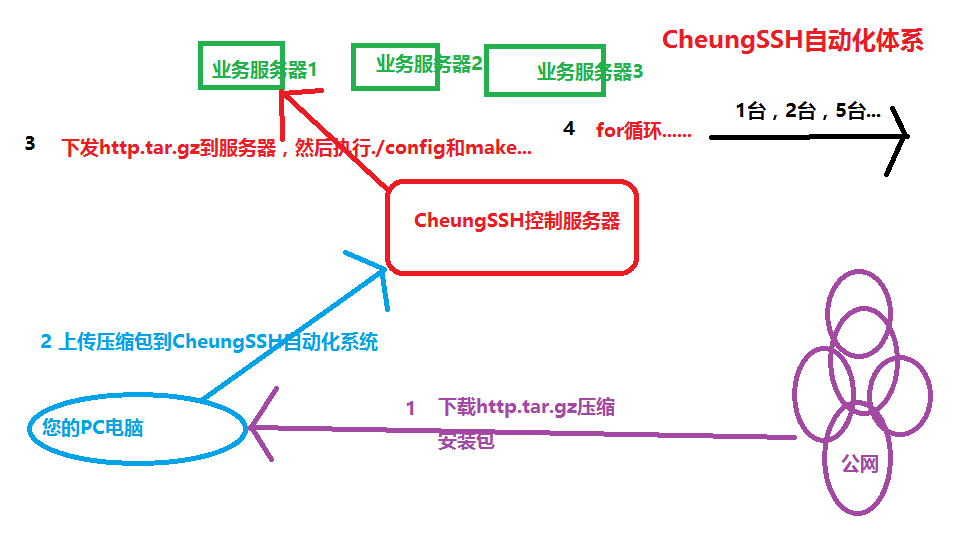 CheungSSH自动化体系
业务服务器1
业务服务器2
业务服务器3
1台，2台，5台...
4 for循环......
3 下发http.tar.gz到服务器，然后执行./config和make...
CheungSSH控制服务器
2 上传压缩包到CheungSSH自动化系统
1 下载http.tar.gz压缩
安装包
您的PC电脑
公网